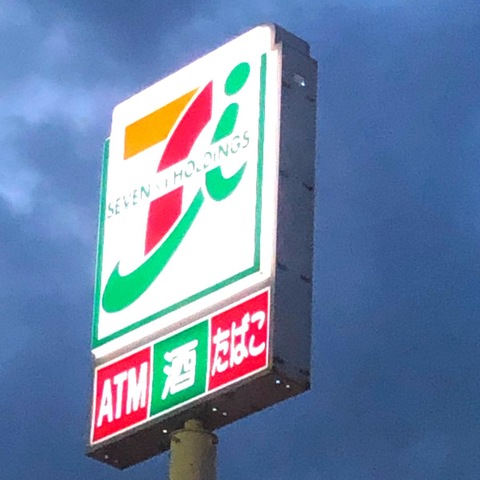 SEVEN & i HOLDINGS
ATM 酒 たばこ